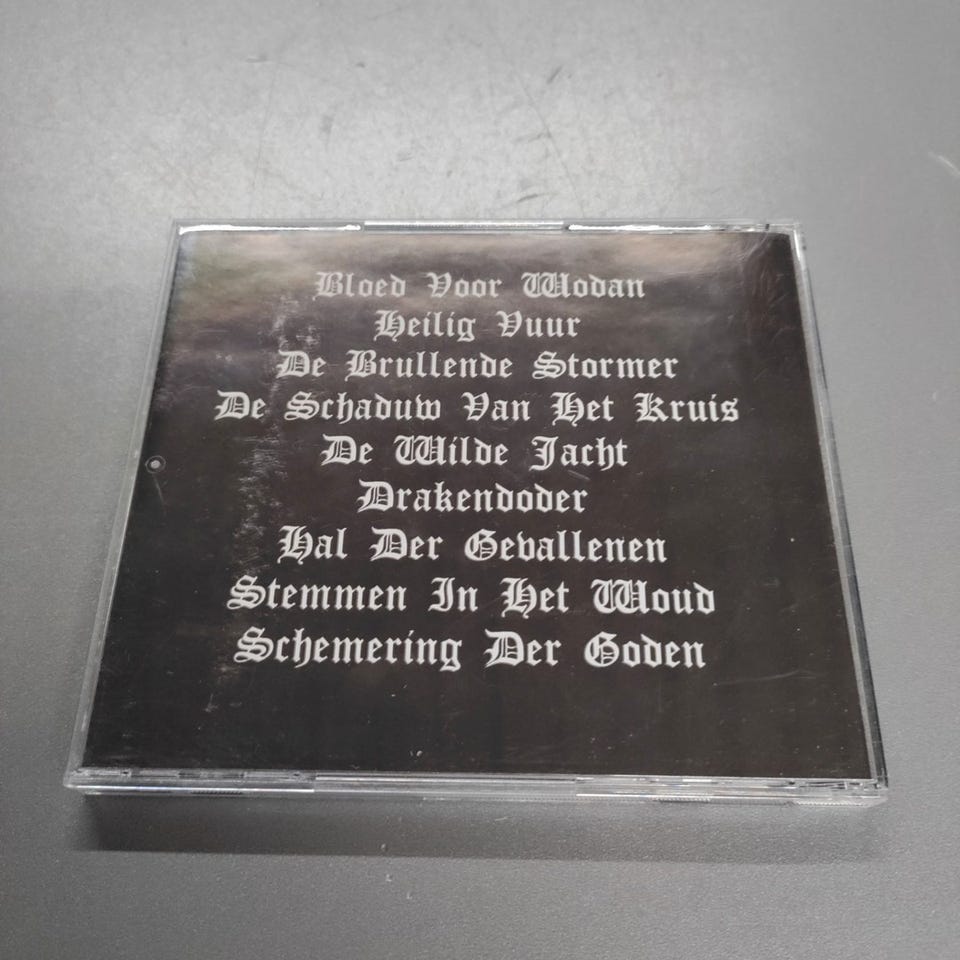 Bloed Voor Wodan
Heilig Vuur
De Brullende Stormer
De Schaduw Van Het Kruis
De Wilde Jacht
Drakendoder
Hal Der Gevallenen
Stemmen In Het Woud
Schemering Der Goden